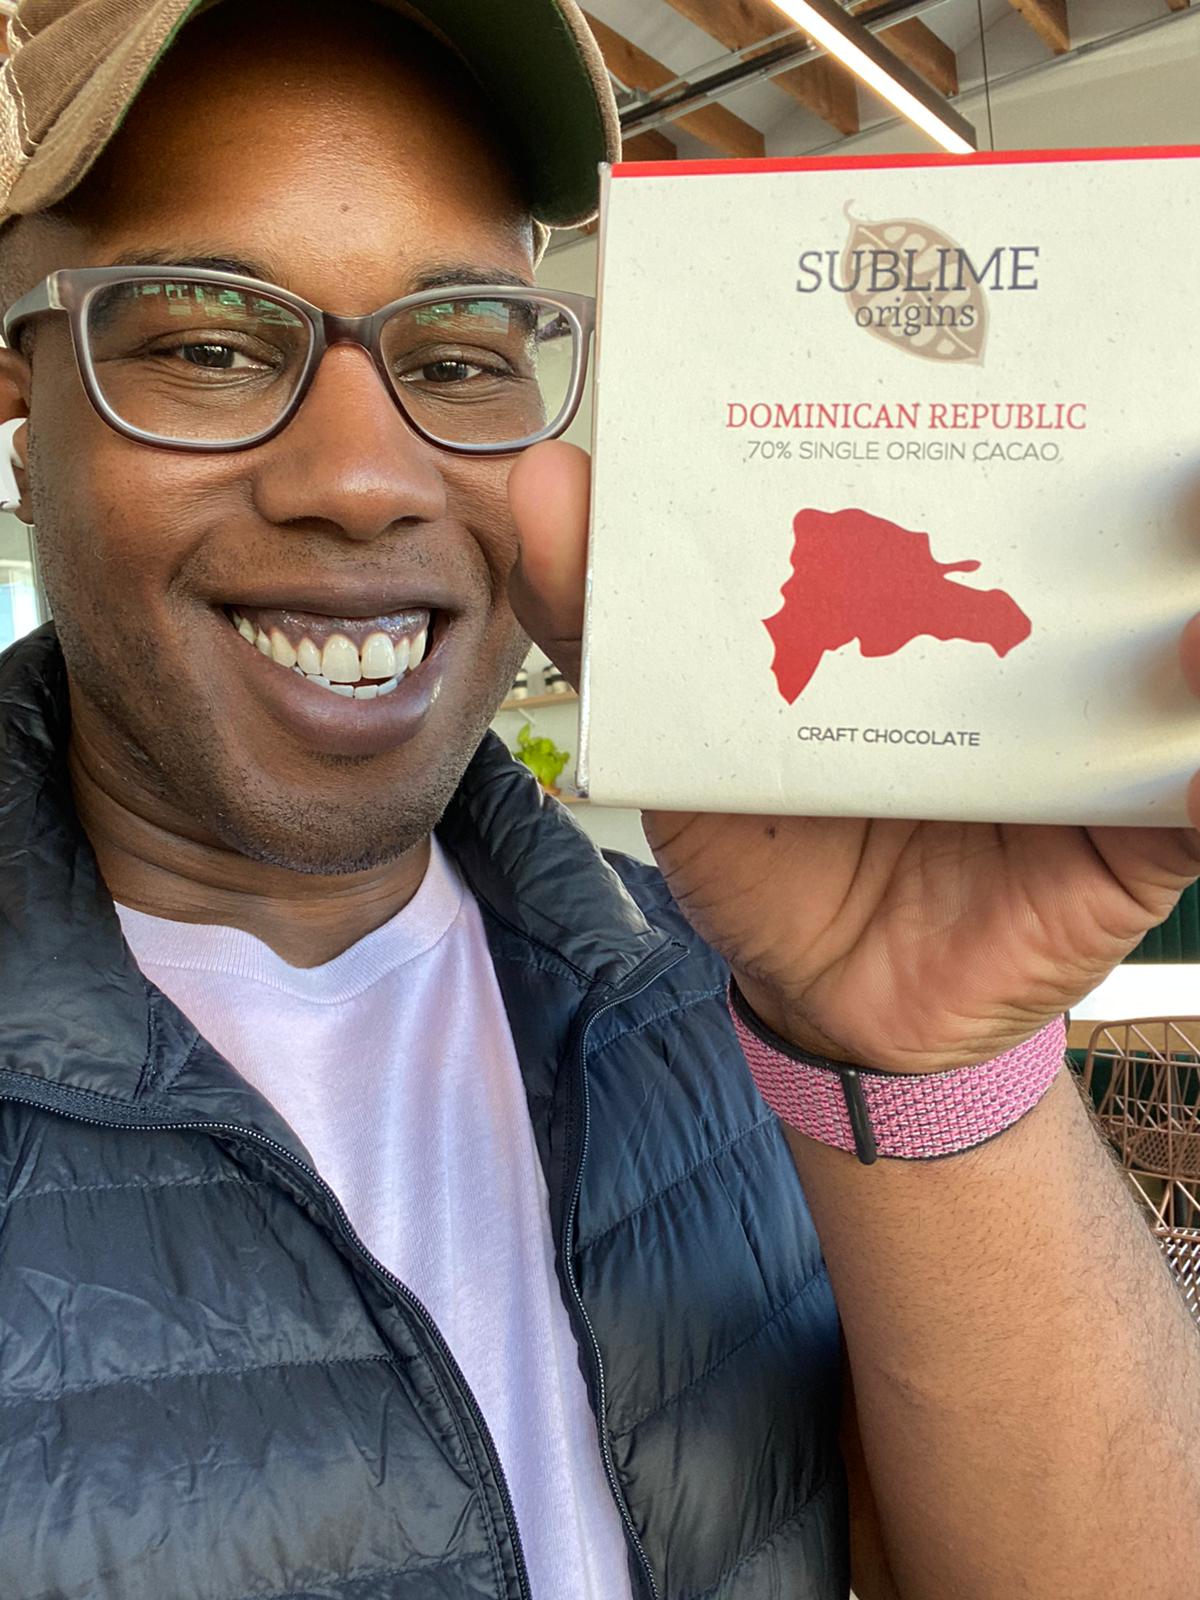 SUBLIME
origins
DOMINICAN REPUBLIC
70% SINGLE ORIGIN CACAO
CRAFT CHOCOLATE